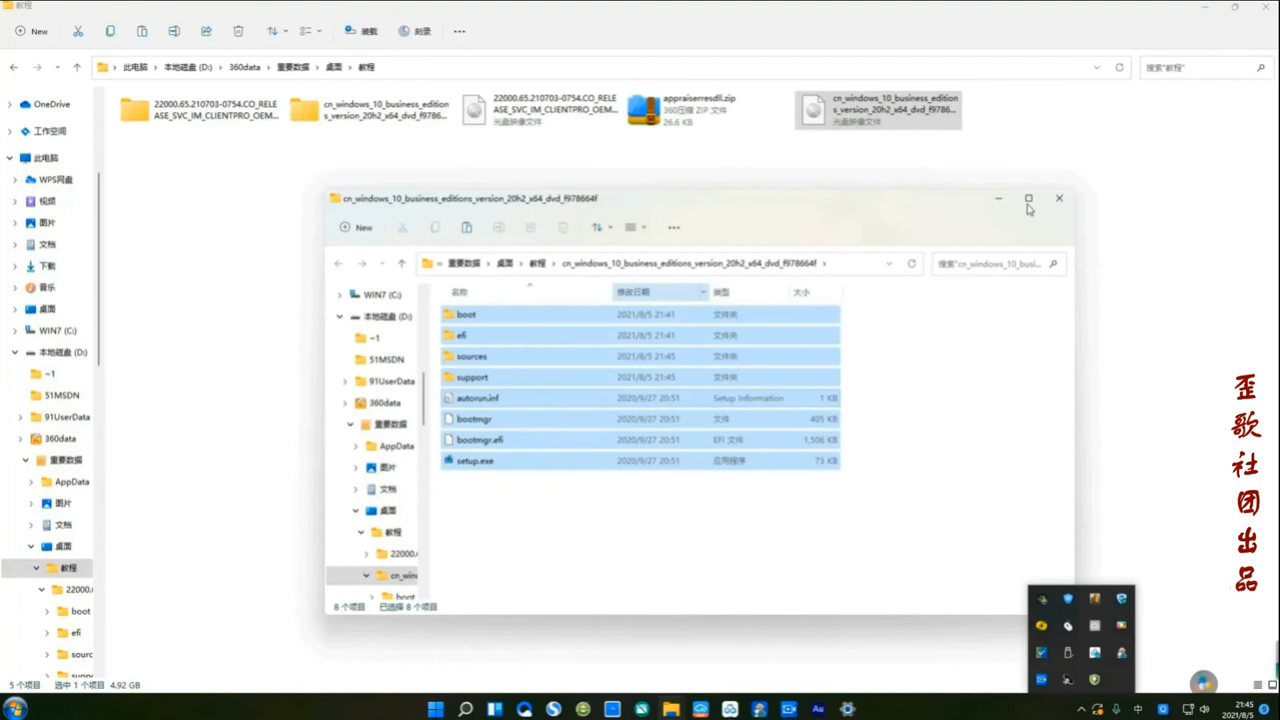 教程
New
装载
刻录
此电脑 本地磁盘 (D:) 360data 重要数据 桌面 教程
搜索"教程"
OneDrive
工作空间
此电脑
WPS网盘
视频
图片
文档
下载
音乐
桌面
WIN7 (C:)
本地磁盘 (D:)
~1
51MSDN
91UserData
360data
重要数据
AppData
图片
文档
桌面
教程
22000.
boot
efi
sourc
5 个项目 选中 1 个项目 4.92 GB
22000.65.210703-0754.CO_RELE
ASE_SVC_IM_CLIENTPRO_OEM...
cn_windows_10_business_edition
s_version_20h2_x64_dvd_f9786...
22000.65.210703-0754.CO_RELE
ASE_SVC_IM_CLIENTPRO_OEM...
光盘映像文件
appraiserresdll.zip
360压缩 ZIP 文件
26.6 KB
cn_windows_10_business_edition
s_version_20h2_x64_dvd_f9786...
光盘映像文件
cn_windows_10_business_editions_version_20h2_x64_dvd_f978664f
New
« 重要数据 桌面 教程 cn_windows_10_business_editions_version_20h2_x64_dvd_f978664f
搜索"cn_windows_10_busi...
WIN7 (C:)
本地磁盘 (D:)
~1
51MSDN
91UserData
360data
重要数据
AppData
图片
文档
桌面
教程
22000.
cn_win
boot
名称 修改日期 类型 大小
boot 2021/8/5 21:41 文件夹
efi 2021/8/5 21:41 文件夹
sources 2021/8/5 21:45 文件夹
support 2021/8/5 21:45 文件夹
autorun.inf 2020/9/27 20:51 Setup Information 1 KB
bootmgr 2020/9/27 20:51 文件 405 KB
bootmgr.efi 2020/9/27 20:51 EFI 文件 1,506 KB
setup.exe 2020/9/27 20:51 应用程序 73 KB
8 个项目 已选择 8 个项目
歪歌社团出品
Au
中
21:45
2021/8/5